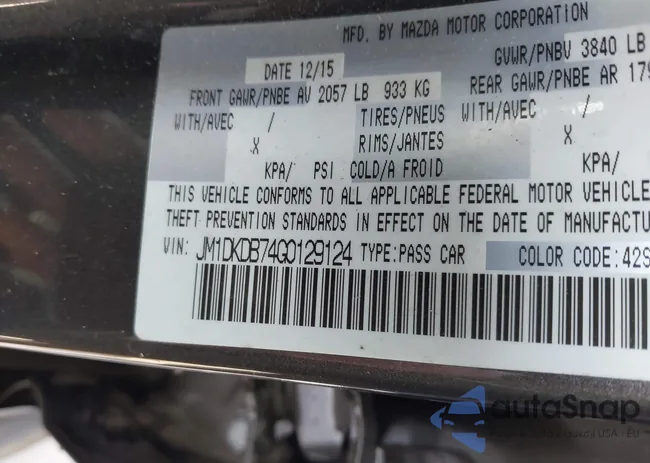 MFD. BY MAZDA MOTOR CORPORATION
DATE 12/15 GVWR/PNBV 3840 LB
FRONT GAWR/PNBE AV 2057 LB 933 KG REAR GAWR/PNBE AR 179
WITH/AVEC / TIRES/PNEUS WITH/AVEC /
X RIMS/JANTES X
KPA/ PSI COLD/A FROID KPA/
THIS VEHICLE CONFORMS TO ALL APPLICABLE FEDERAL MOTOR VEHICLE
THEFT PREVENTION STANDARDS IN EFFECT ON THE DATE OF MANUFACTU
VIN: JM1DKDB74G0129124 TYPE:PASS CAR COLOR CODE:42S
autoSnap
USA - EU